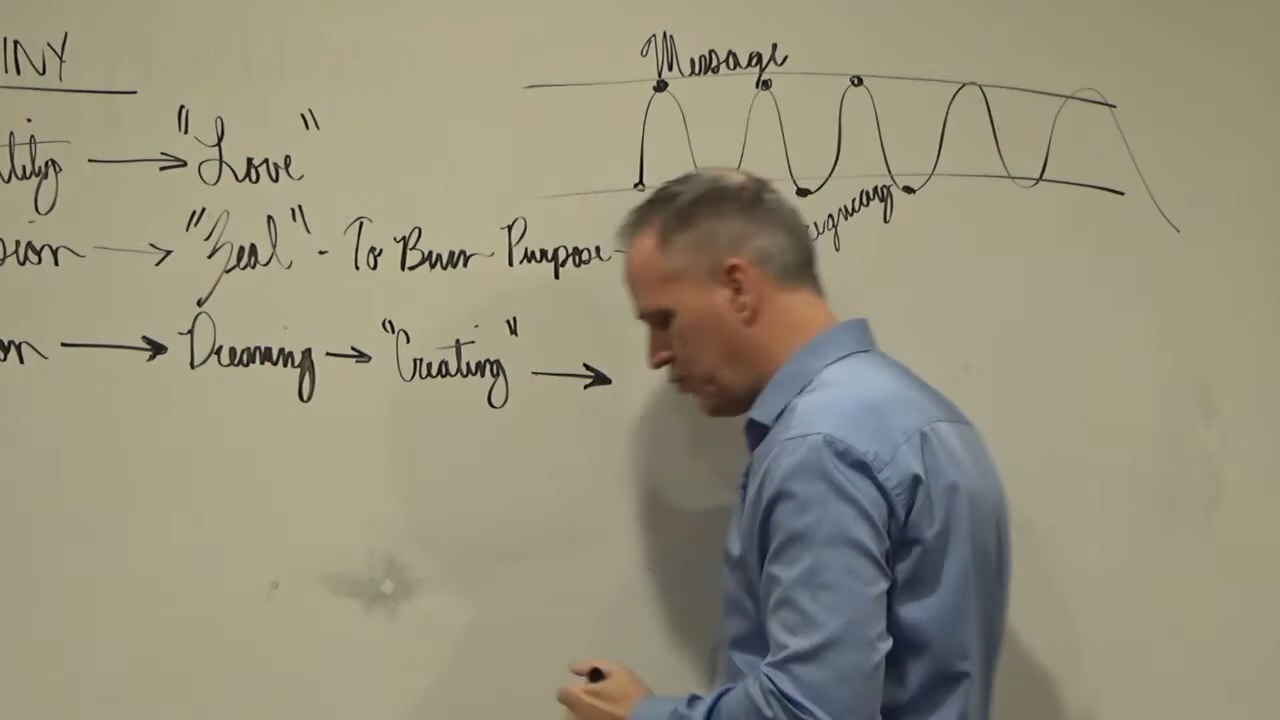 INY
Message
"Love"
"Zeal" - To Burn Purpose -
Dreaming → "Creating" →